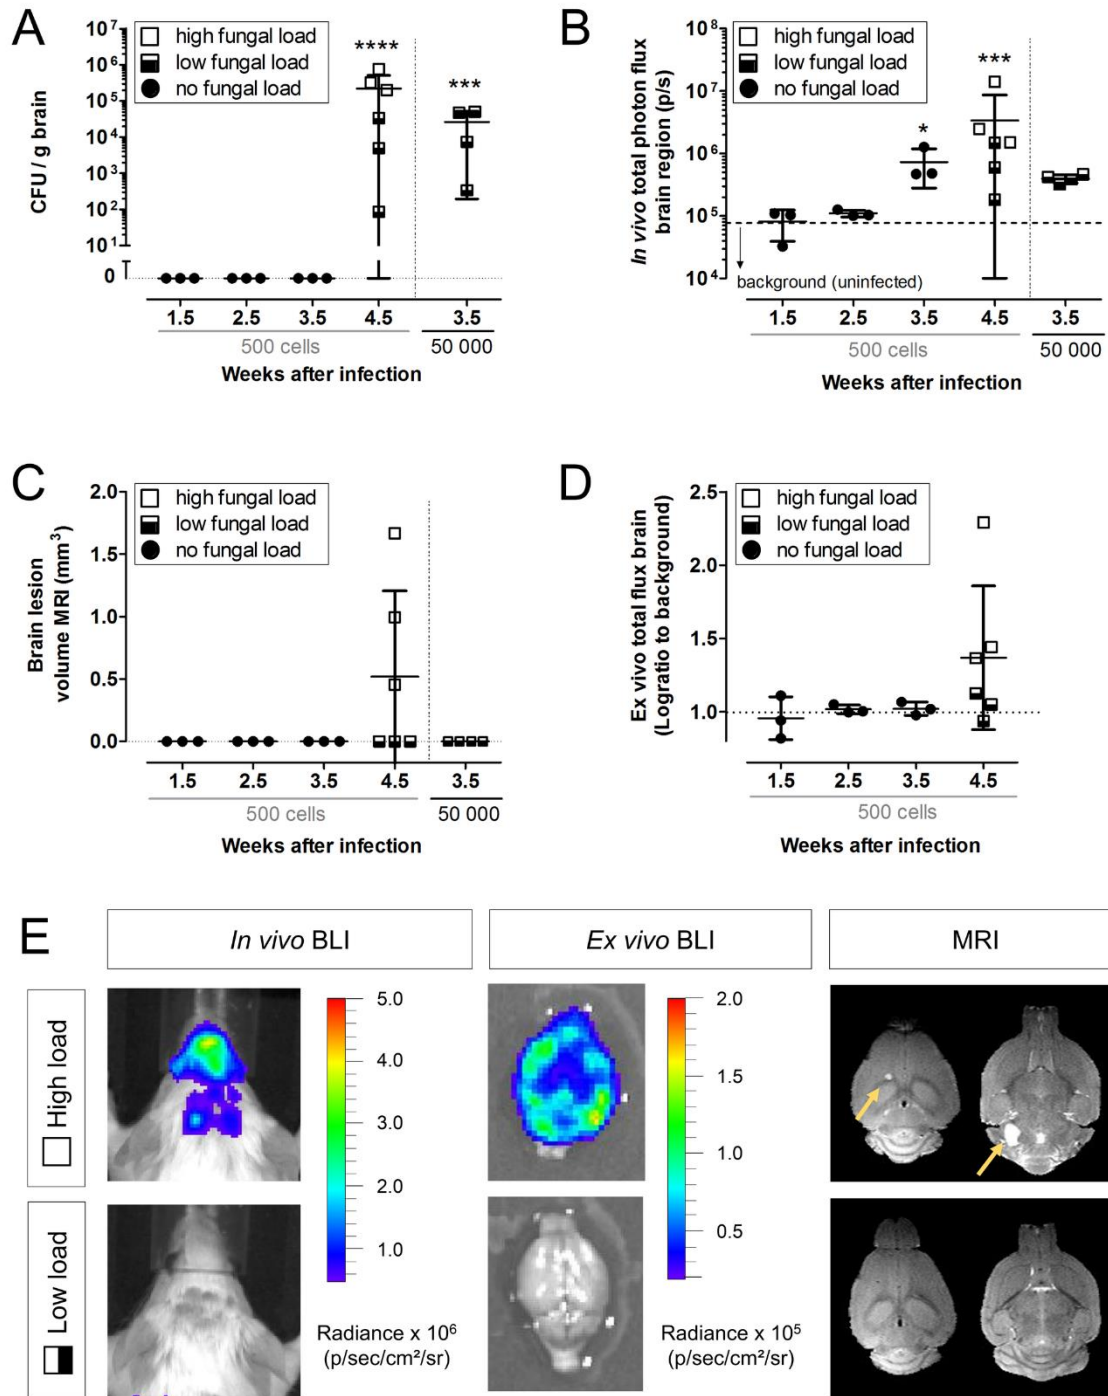 A
high fungal load
low fungal load
no fungal load
****
***
CFU / g brain
10⁷
10⁶
10⁵
10⁴
10³
10²
10¹
0
1.5 2.5 3.5 4.5 3.5
500 cells 50 000
Weeks after infection
B
high fungal load
low fungal load
no fungal load
*
***
In vivo total photon flux
brain region (p/s)
10⁸
10⁷
10⁶
10⁵
10⁴
background (uninfected)
1.5 2.5 3.5 4.5 3.5
500 cells 50 000
Weeks after infection
C
high fungal load
low fungal load
no fungal load
Brain lesion
volume MRI (mm³)
2.0
1.5
1.0
0.5
0.0
1.5 2.5 3.5 4.5 3.5
500 cells 50 000
Weeks after infection
D
high fungal load
low fungal load
no fungal load
Ex vivo total flux brain
(Logratio to background)
2.5
2.0
1.5
1.0
1.5 2.5 3.5 4.5
500 cells
Weeks after infection
E
In vivo BLI
Ex vivo BLI
MRI
High load
5.0
4.0
3.0
2.0
1.0
2.0
1.5
1.0
0.5
Low load
Radiance x 10⁶
(p/sec/cm²/sr)
Radiance x 10⁵
(p/sec/cm²/sr)